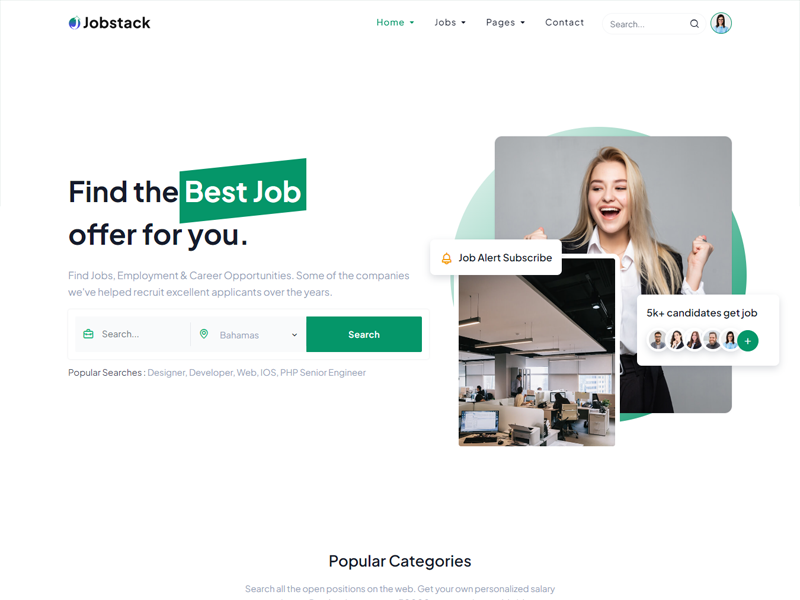 Jobstack
Home
Jobs
Pages
Contact
Search...
Find the Best Job
offer for you.
Job Alert Subscribe
Find Jobs, Employment & Career Opportunities. Some of the companies
we've helped recruit excellent applicants over the years.
5k+ candidates get job
+
Search...
Bahamas
Search
Popular Searches : Designer, Developer, Web, IOS, PHP Senior Engineer
Popular Categories
Search all the open positions on the web. Get your own personalized salary